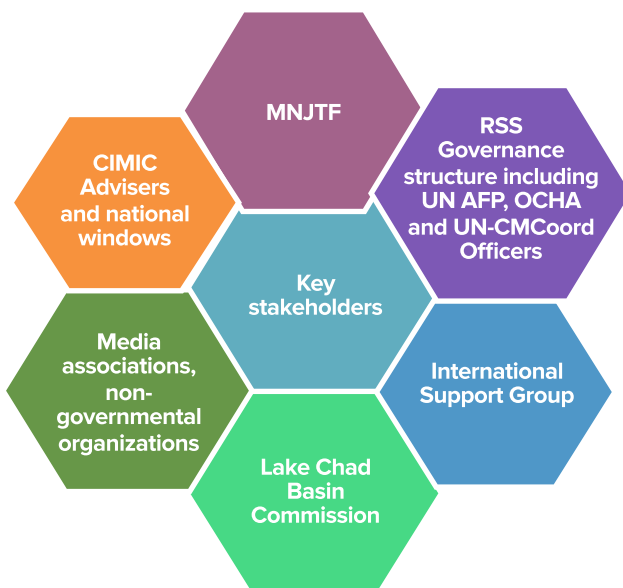 MNJTF
RSS
Governance
structure including
UN AFP, OCHA
and UN-CMCoord
Officers
CIMIC
Advisers
and national
windows
Key
stakeholders
Media
associations,
non-
governmental
organizations
International
Support Group
Lake Chad
Basin
Commission